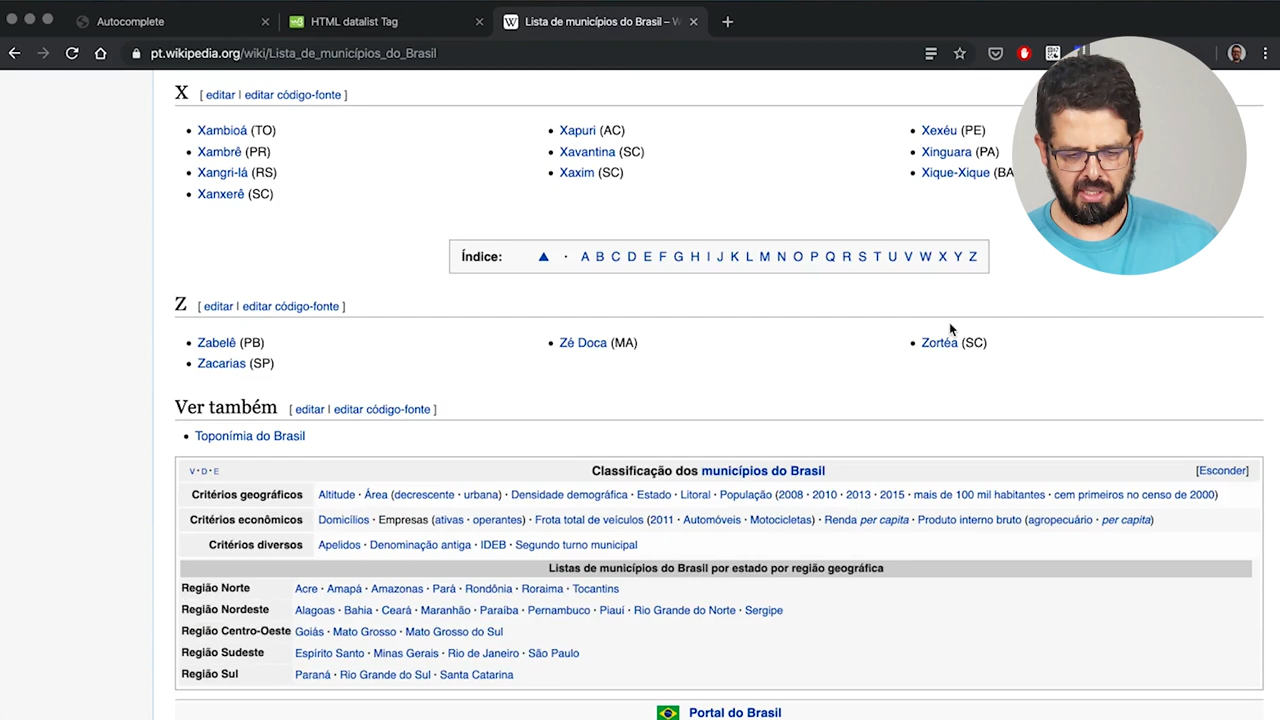 Autocomplete
HTML datalist Tag
Lista de municípios do Brasil – W
pt.wikipedia.org/wiki/Lista_de_municípios_do_Brasil
X [ editar | editar código-fonte ]
Xambioá (TO)
Xapuri (AC)
Xexéu (PE)
Xambrê (PR)
Xavantina (SC)
Xinguara (PA)
Xangri-lá (RS)
Xaxim (SC)
Xique-Xique (BA
Xanxerê (SC)
Índice: ▲ · A B C D E F G H I J K L M N O P Q R S T U V W X Y Z
Z [ editar | editar código-fonte ]
Zabelê (PB)
Zé Doca (MA)
Zortéa (SC)
Zacarias (SP)
Ver também [ editar | editar código-fonte ]
Toponímia do Brasil
V · D · E
Classificação dos municípios do Brasil
[Esconder]
Critérios geográficos Altitude · Área (decrescente · urbana) · Densidade demográfica · Estado · Litoral · População (2008 · 2010 · 2013 · 2015 · mais de 100 mil habitantes · cem primeiros no censo de 2000)
Critérios econômicos Domicílios · Empresas (ativas · operantes) · Frota total de veículos (2011 · Automóveis · Motocicletas) · Renda per capita · Produto interno bruto (agropecuário · per capita)
Critérios diversos Apelidos · Denominação antiga · IDEB · Segundo turno municipal
Listas de municípios do Brasil por estado por região geográfica
Região Norte Acre · Amapá · Amazonas · Pará · Rondônia · Roraima · Tocantins
Região Nordeste Alagoas · Bahia · Ceará · Maranhão · Paraíba · Pernambuco · Piauí · Rio Grande do Norte · Sergipe
Região Centro-Oeste Goiás · Mato Grosso · Mato Grosso do Sul
Região Sudeste Espírito Santo · Minas Gerais · Rio de Janeiro · São Paulo
Região Sul Paraná · Rio Grande do Sul · Santa Catarina
Portal do Brasil